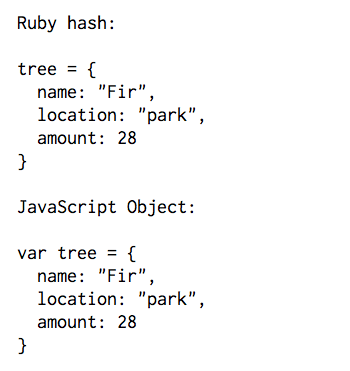 Ruby hash:
tree = {
  name: "Fir",
  location: "park",
  amount: 28
}
JavaScript Object:
var tree = {
  name: "Fir",
  location: "park",
  amount: 28
}